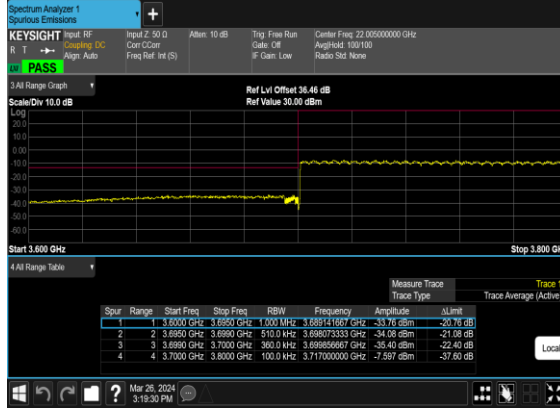 Spectrum Analyzer 1
Spurious Emissions
+
KEYSIGHT Input: RF Input Z: 50 Ω Atten: 10 dB Trig: Free Run Center Freq: 22.005000000 GHz
R T Coupling: DC Corr CCorr Gate: Off Avg|Hold: 100/100
Align: Auto Freq Ref: Int (S) IF Gain: Low Radio Std: None
PASS
3 All Range Graph
Ref Lvl Offset 36.46 dB
Scale/Div 10.0 dB Ref Value 30.00 dBm
Log
20.0
10.0
0.00
-10.0
-20.0
-30.0
-40.0
-50.0
-60.0
Start 3.600 GHz Stop 3.800 GH
4 All Range Table
Measure Trace Trace 1
Trace Type Trace Average (Active
Spur Range Start Freq Stop Freq RBW Frequency Amplitude ΔLimit
1 1 3.6000 GHz 3.6950 GHz 1.000 MHz 3.689141667 GHz -33.76 dBm -20.76 dB
2 2 3.6950 GHz 3.6990 GHz 510.0 kHz 3.698073333 GHz -34.08 dBm -21.08 dB
3 3 3.6990 GHz 3.7000 GHz 360.0 kHz 3.699856667 GHz -35.40 dBm -22.40 dB
4 4 3.7000 GHz 3.8000 GHz 100.0 kHz 3.717000000 GHz -7.597 dBm -37.60 dB
Local
?
Mar 26, 2024
3:19:30 PM